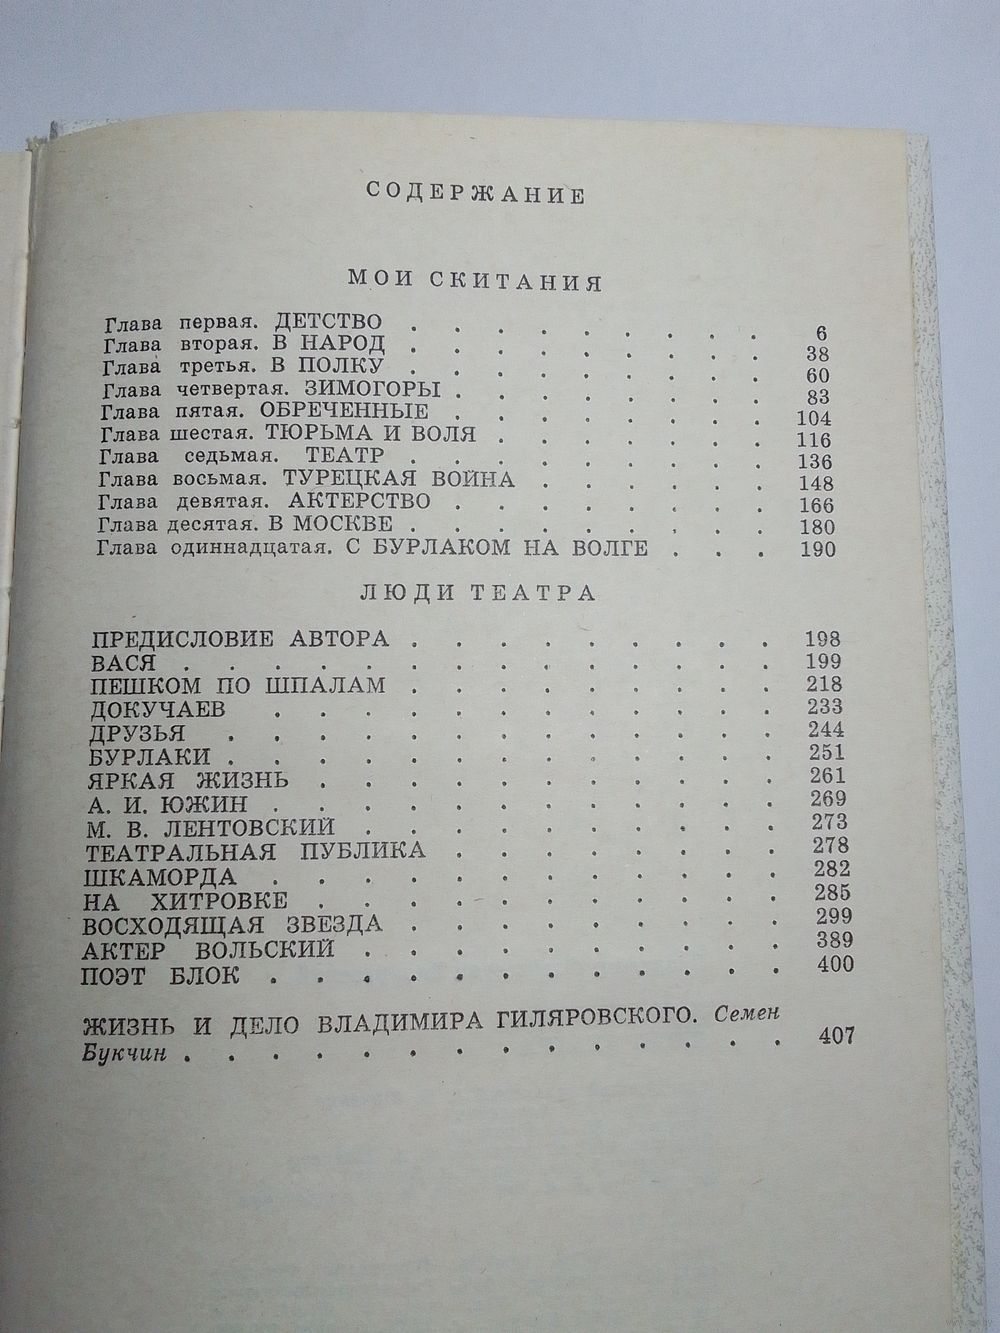 СОДЕРЖАНИЕ
МОИ СКИТАНИЯ
Глава первая. ДЕТСТВО . . . . . . . . . 6
Глава вторая. В НАРОД . . . . . . . . . 38
Глава третья. В ПОЛКУ . . . . . . . . . 60
Глава четвертая. ЗИМОГОРЫ . . . . . . . . 83
Глава пятая. ОБРЕЧЕННЫЕ . . . . . . . . 104
Глава шестая. ТЮРЬМА И ВОЛЯ . . . . . . . 116
Глава седьмая. ТЕАТР . . . . . . . . . 136
Глава восьмая. ТУРЕЦКАЯ ВОЙНА . . . . . . 148
Глава девятая. АКТЕРСТВО . . . . . . . . 166
Глава десятая. В МОСКВЕ . . . . . . . . . 180
Глава одиннадцатая. С БУРЛАКОМ НА ВОЛГЕ . . . 190
ЛЮДИ ТЕАТРА
ПРЕДИСЛОВИЕ АВТОРА . . . . . . . . . 198
ВАСЯ . . . . . . . . . . . . . . 199
ПЕШКОМ ПО ШПАЛАМ . . . . . . . . . 218
ДОКУЧАЕВ . . . . . . . . . . . . 233
ДРУЗЬЯ . . . . . . . . . . . . . 244
БУРЛАКИ . . . . . . . . . . . . . 251
ЯРКАЯ ЖИЗНЬ . . . . . . . . . . . 261
А. И. ЮЖИН . . . . . . . . . . . . 269
М. В. ЛЕНТОВСКИЙ . . . . . . . . . . 273
ТЕАТРАЛЬНАЯ ПУБЛИКА . . . . . . . . 278
ШКАМОРДА . . . . . . . . . . . . 282
НА ХИТРОВКЕ . . . . . . . . . . . 285
ВОСХОДЯЩАЯ ЗВЕЗДА . . . . . . . . . 299
АКТЕР ВОЛЬСКИЙ . . . . . . . . . . 389
ПОЭТ БЛОК . . . . . . . . . . . . 400
ЖИЗНЬ И ДЕЛО ВЛАДИМИРА ГИЛЯРОВСКОГО. Семен
Букчин . . . . . . . . . . . . . . 407